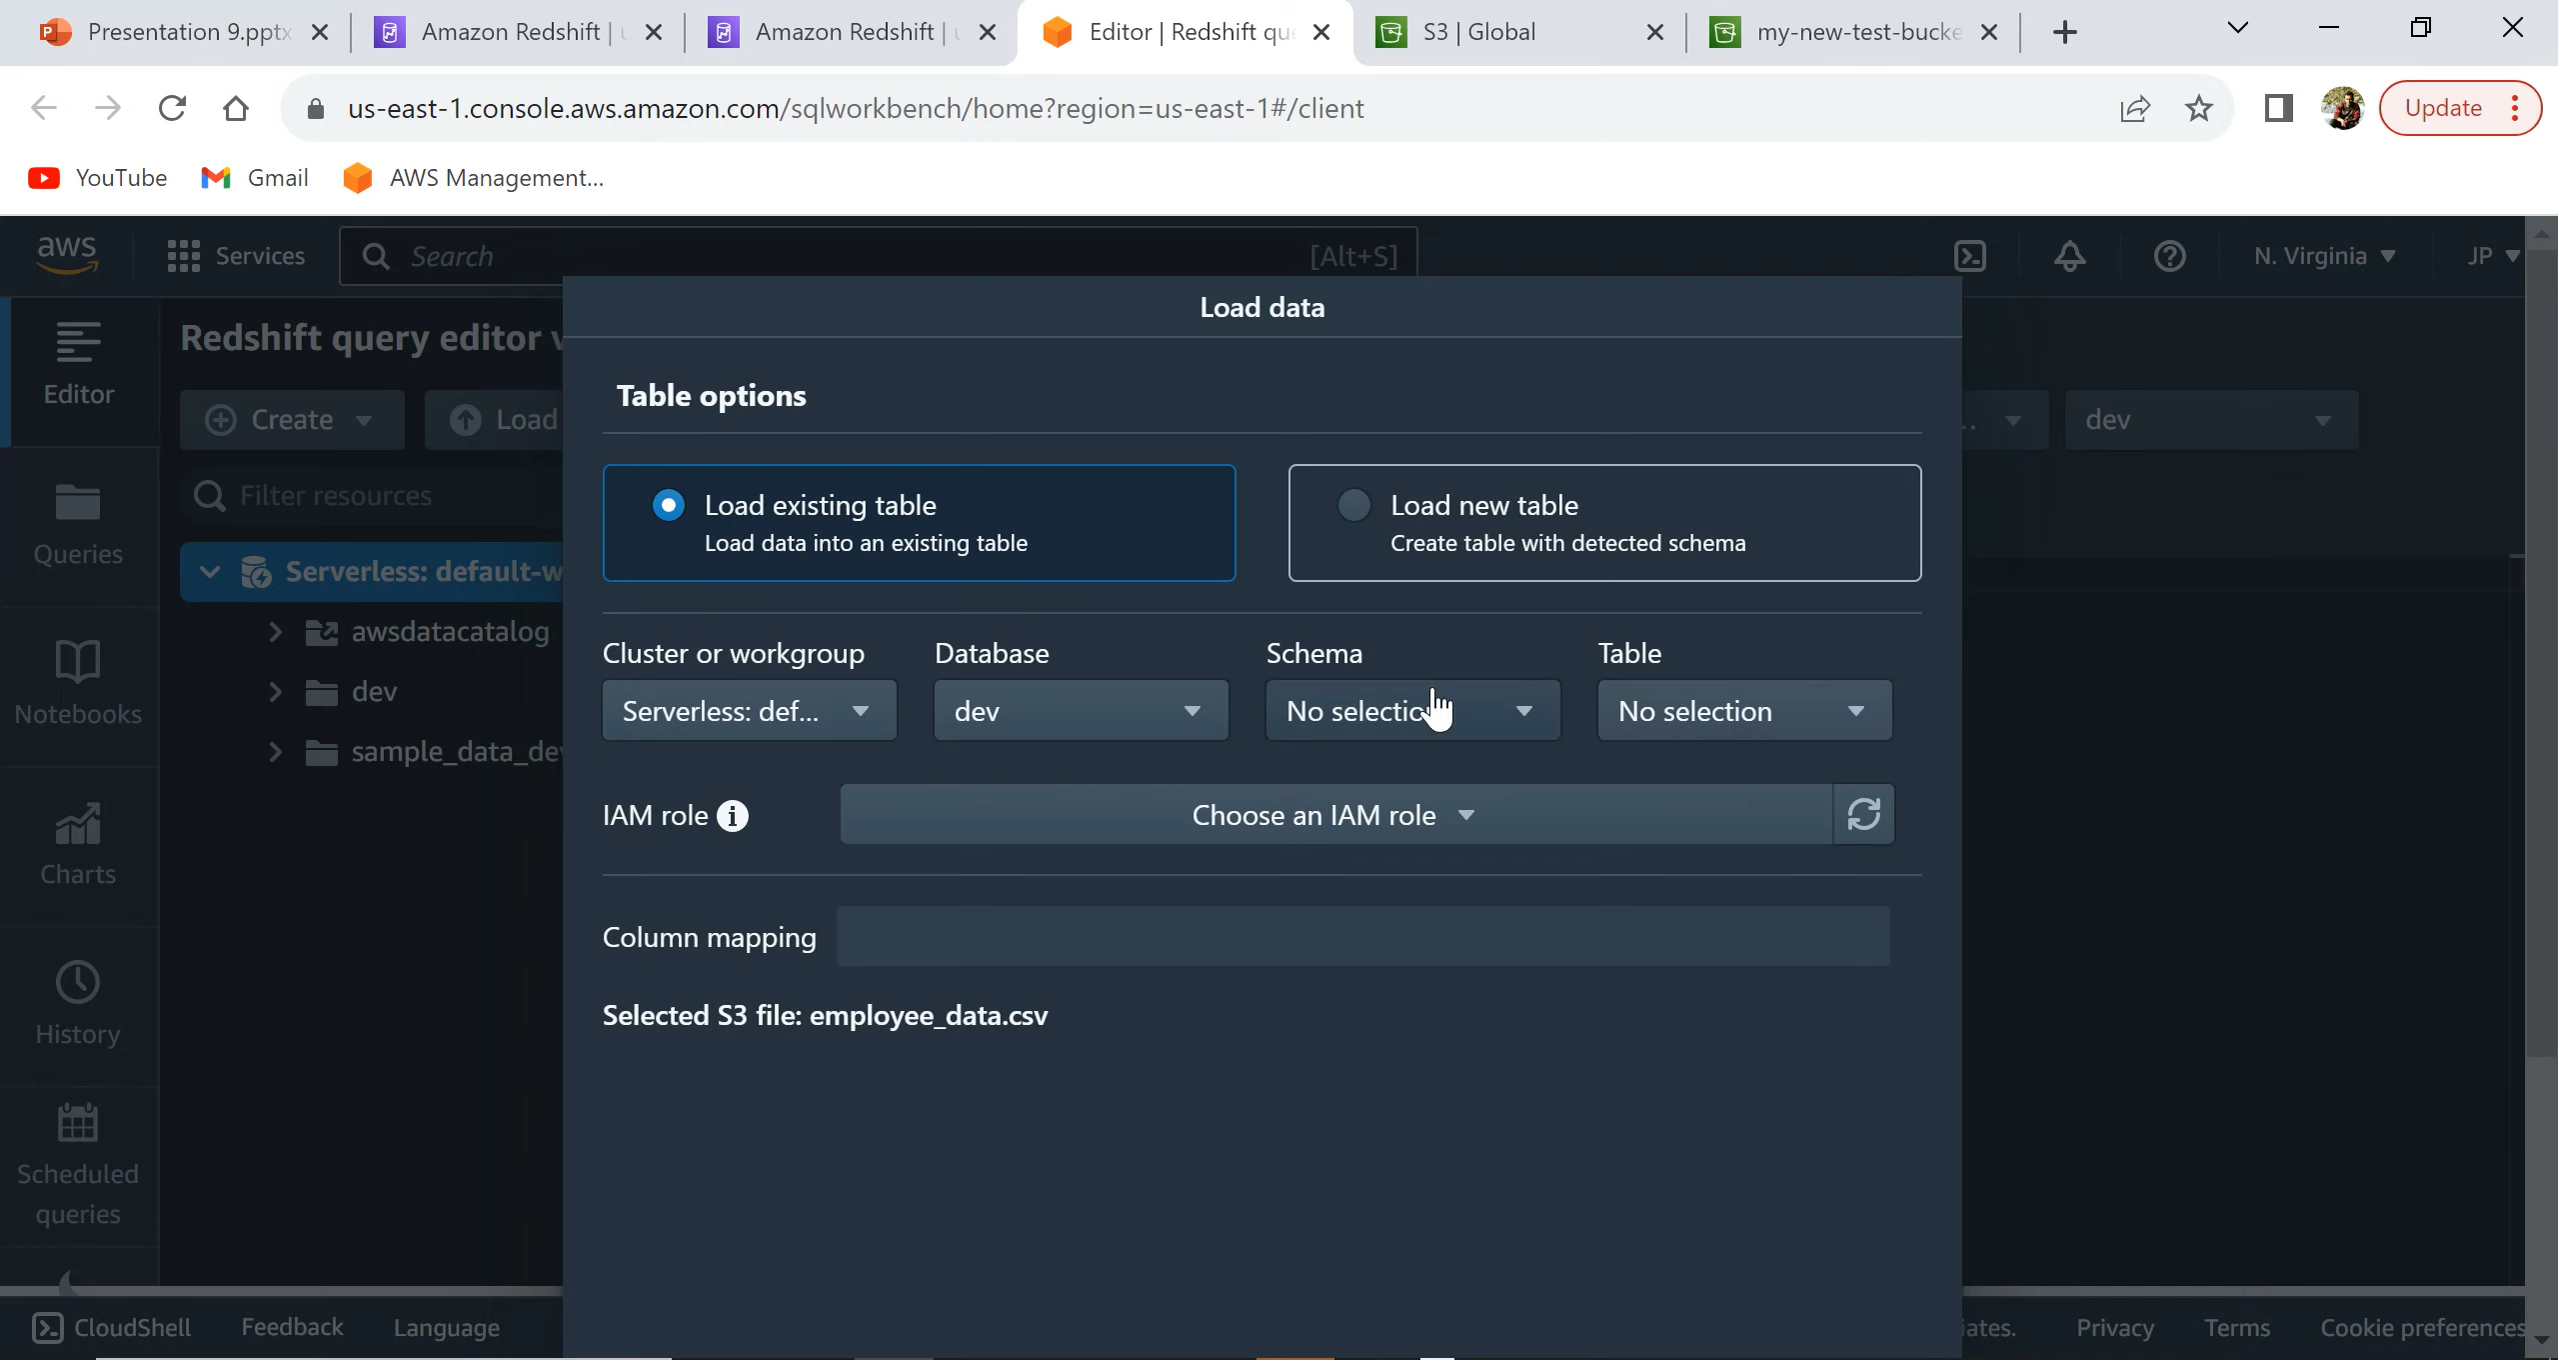 Presentation 9.pptx
Amazon Redshift |
Amazon Redshift |
Editor | Redshift que
S3 | Global
my-new-test-bucke
us-east-1.console.aws.amazon.com/sqlworkbench/home?region=us-east-1#/client
Update
YouTube
Gmail
AWS Management...
aws
Services
Search
[Alt+S]
N. Virginia
JP
Load data
Redshift query editor v
Editor
Create
Load
dev
Filter resources
Queries
Serverless: default-w
awsdatacatalog
dev
sample_data_dev
Notebooks
Charts
History
Scheduled
queries
Table options
Load existing table
Load data into an existing table
Load new table
Create table with detected schema
Cluster or workgroup
Database
Schema
Table
Serverless: def...
dev
No selectio
No selection
IAM role
Choose an IAM role
Column mapping
Selected S3 file: employee_data.csv
CloudShell
Feedback
Language
iates.
Privacy
Terms
Cookie preferences